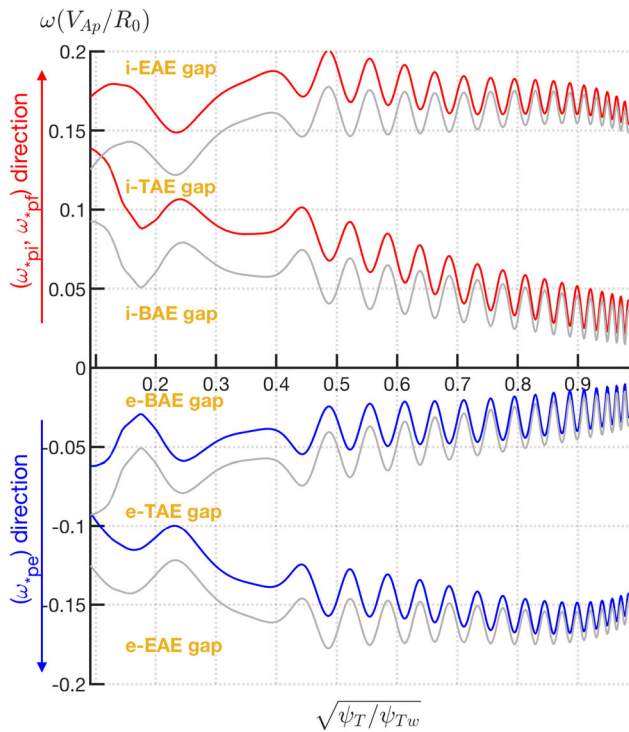 ω(V_{Ap}/R_0)
0.2
i-EAE gap
0.15
i-TAE gap
0.1
(ω_{*pi}, ω_{*pf}) direction
0.05
i-BAE gap
0
0.2 0.3 0.4 0.5 0.6 0.7 0.8 0.9
e-BAE gap
-0.05
e-TAE gap
-0.1
(ω_{*pe}) direction
-0.15
e-EAE gap
-0.2
√ψ_T/ψ_{Tw}